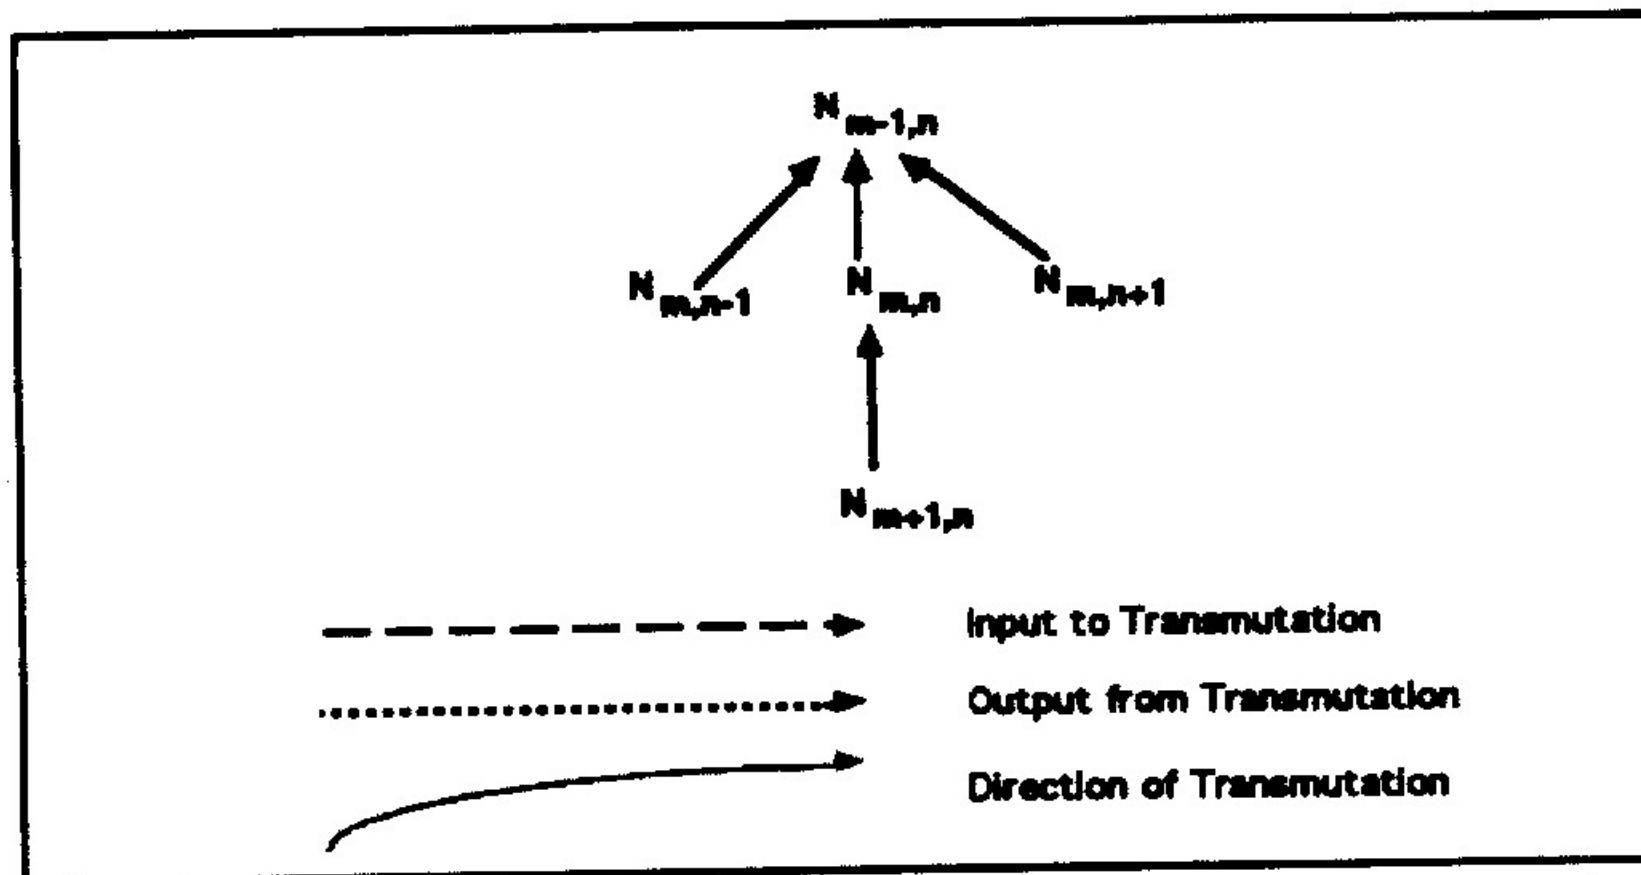 N m-1,n
N m,n-1 N m,n N m,n+1
N m+1,n
Input to Transmutation
Output from Transmutation
Direction of Transmutation